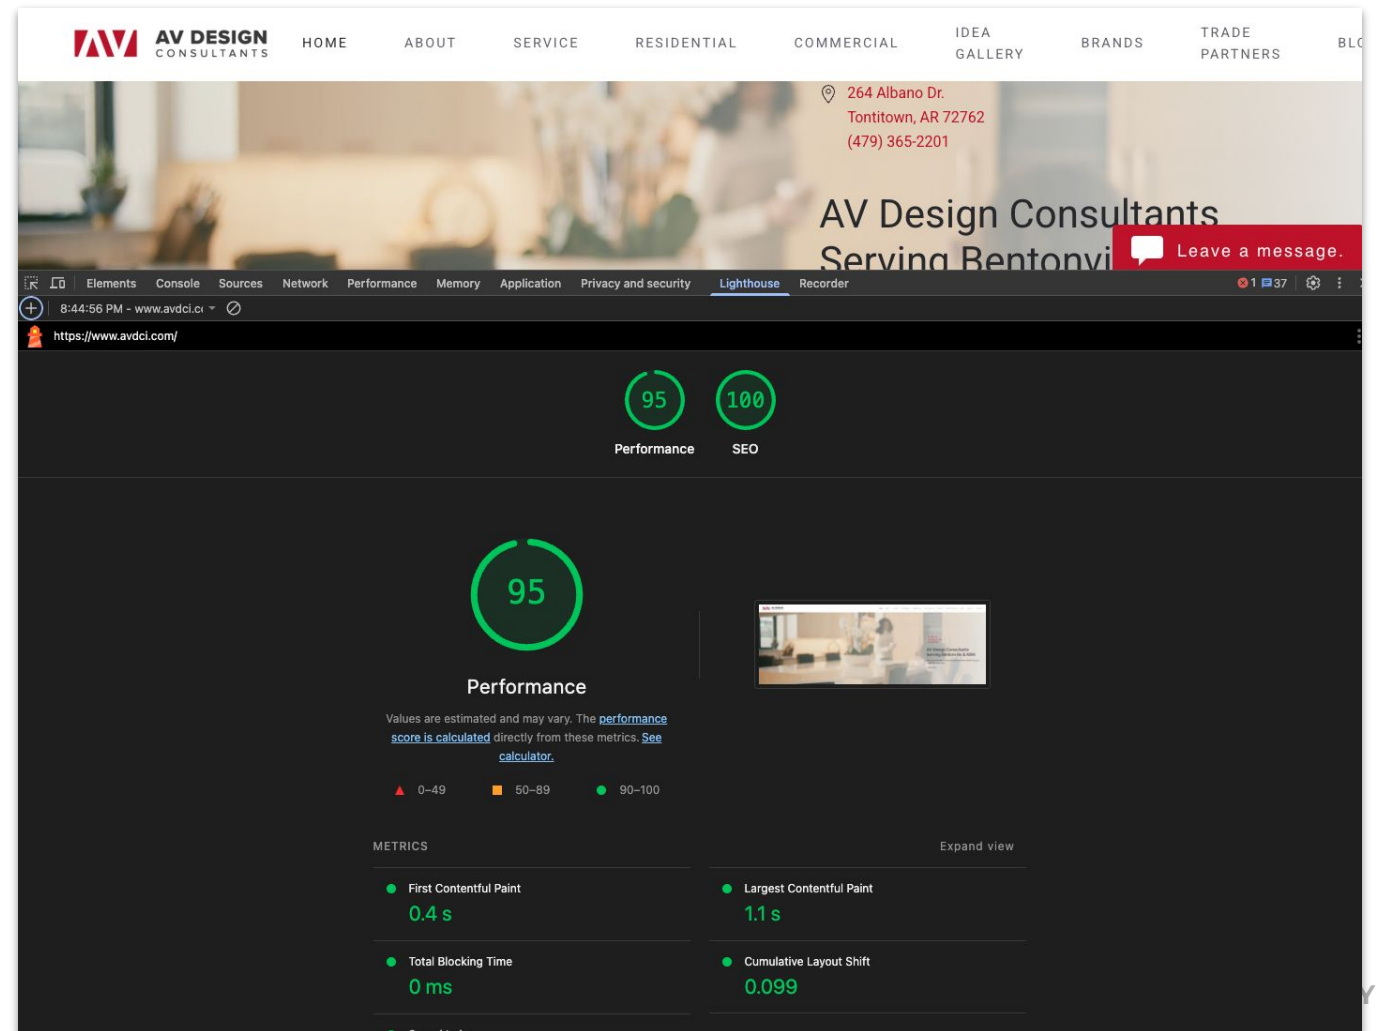 AV DESIGN
CONSULTANTS
HOME
ABOUT
SERVICE
RESIDENTIAL
COMMERCIAL
IDEA
GALLERY
BRANDS
TRADE
PARTNERS
264 Albano Dr.
Tontitown, AR 72762
(479) 365-2201
AV Design Consultants
Serving Bentonvi
Leave a message.
Elements Console Sources Network Performance Memory Application Privacy and security Lighthouse Recorder 1 37
8:44:56 PM - www.avdci.c
https://www.avdci.com/
95 100
Performance SEO
95
Performance
Values are estimated and may vary. The performance
score is calculated directly from these metrics. See
calculator.
0–49 50–89 90–100
METRICS
Expand view
First Contentful Paint
0.4 s
Largest Contentful Paint
1.1 s
Total Blocking Time
0 ms
Cumulative Layout Shift
0.099
Y